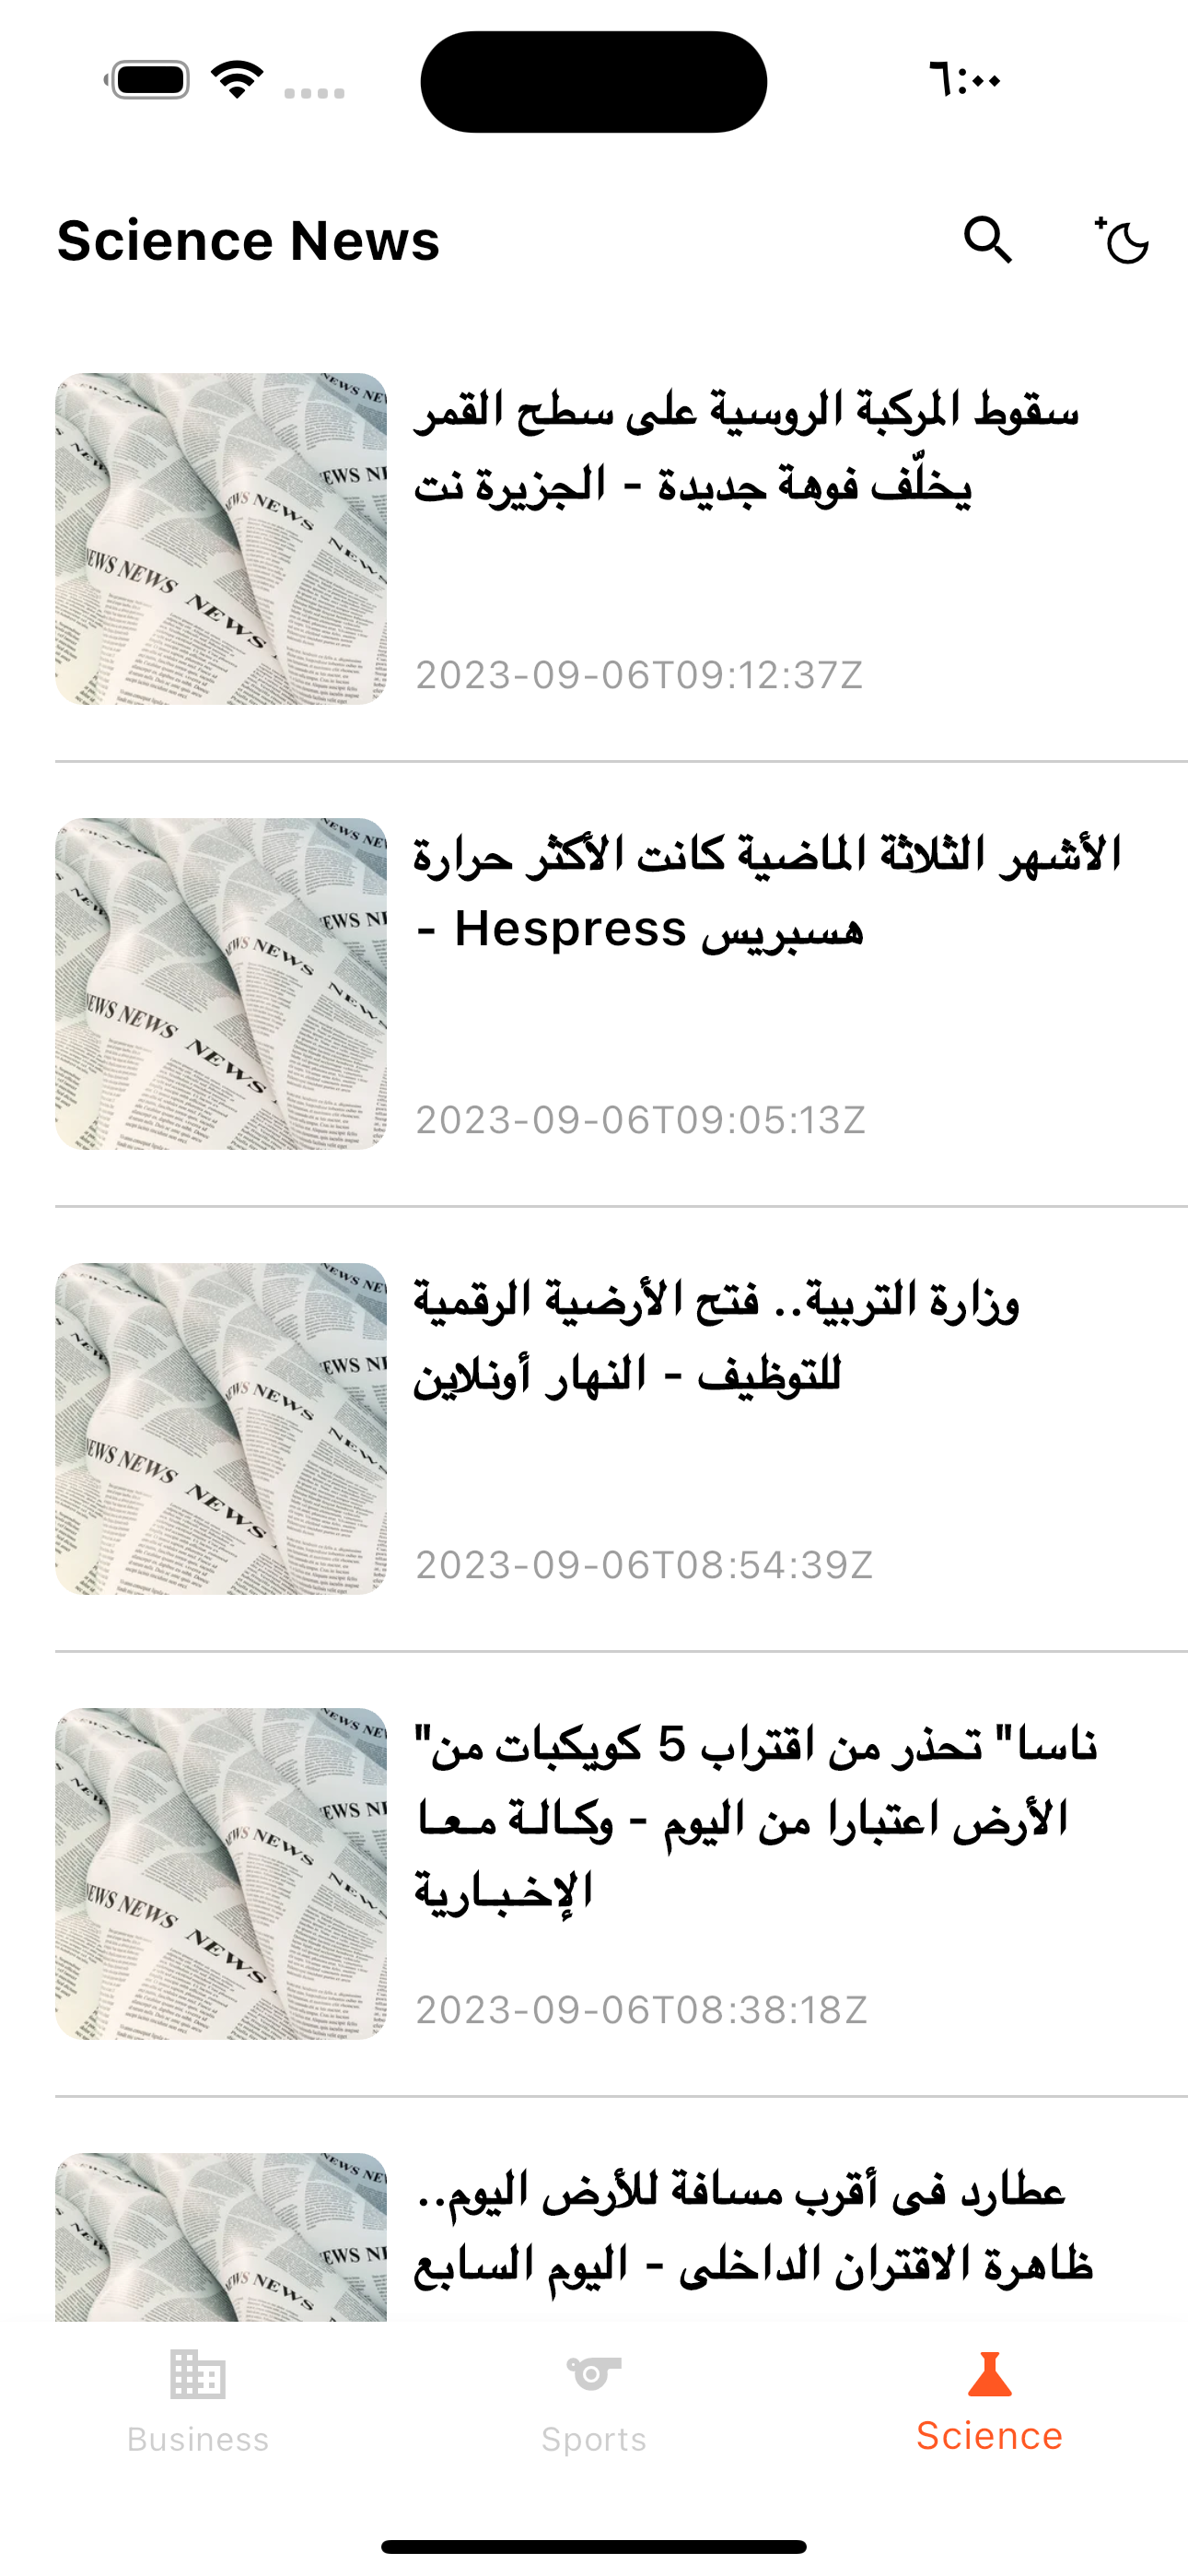 ٦:٠٠
Science News
سقوط المركبة الروسية على سطح القمر
يخلّف فوهة جديدة - الجزيرة نت
2023-09-06T09:12:37Z
الأشهر الثلاثة الماضية كانت الأكثر حرارة
- Hespress هسبريس
2023-09-06T09:05:13Z
وزارة التربية.. فتح الأرضية الرقمية
للتوظيف - النهار أونلاين
2023-09-06T08:54:39Z
"ناسا" تحذر من اقتراب 5 كويكبات من
الأرض اعتبارا من اليوم - وكـالـة مـعـا
الإخـبـارية
2023-09-06T08:38:18Z
عطارد فى أقرب مسافة للأرض اليوم..
ظاهرة الاقتران الداخلى - اليوم السابع
Business
Sports
Science
NEWS NEWS NEWS